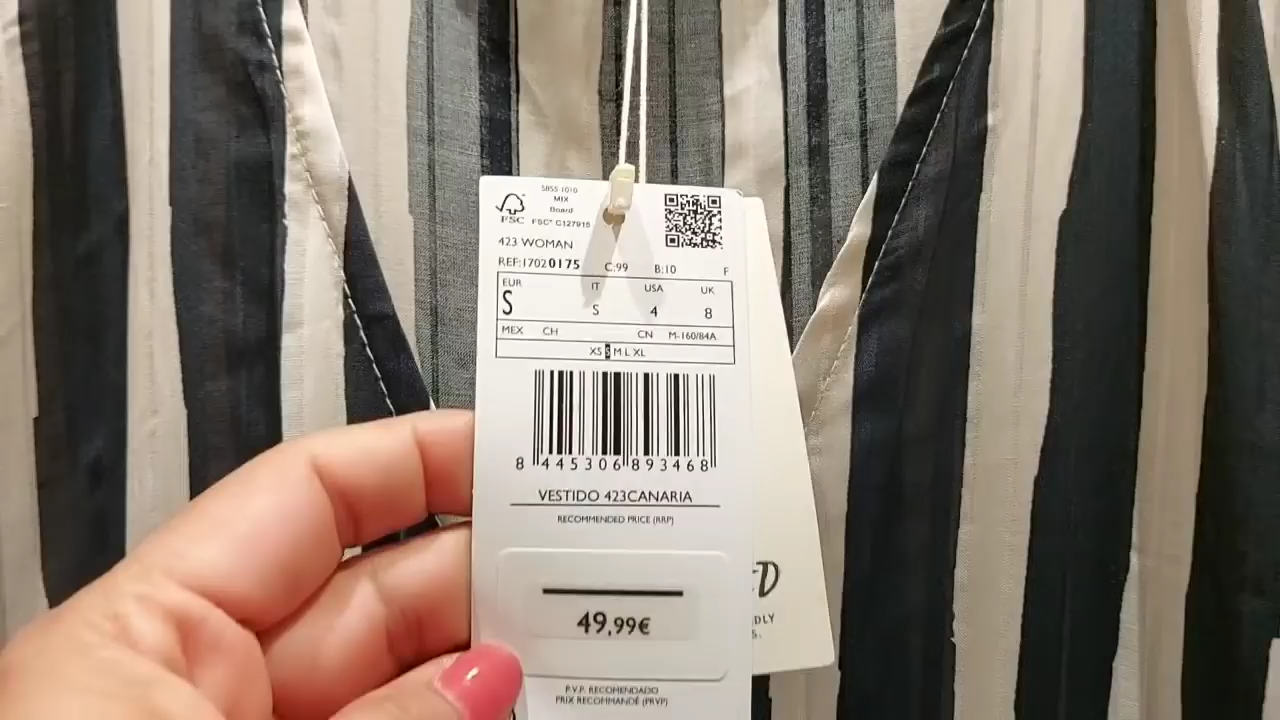 SBSS 1010
MIX
Board
FSC FSC® C127915
423 WOMAN
REF:17020175 C:99 B:10 F
EUR IT USA UK
S S 4 8
MEX CH CN M-160/84A
XS S M L XL
8 445306 893468
VESTIDO 423CANARIA
RECOMMENDED PRICE (RRP)
49,99€
P.V.P. RECOMENDADO
PRIX RECOMMANDÉ (PRVP)